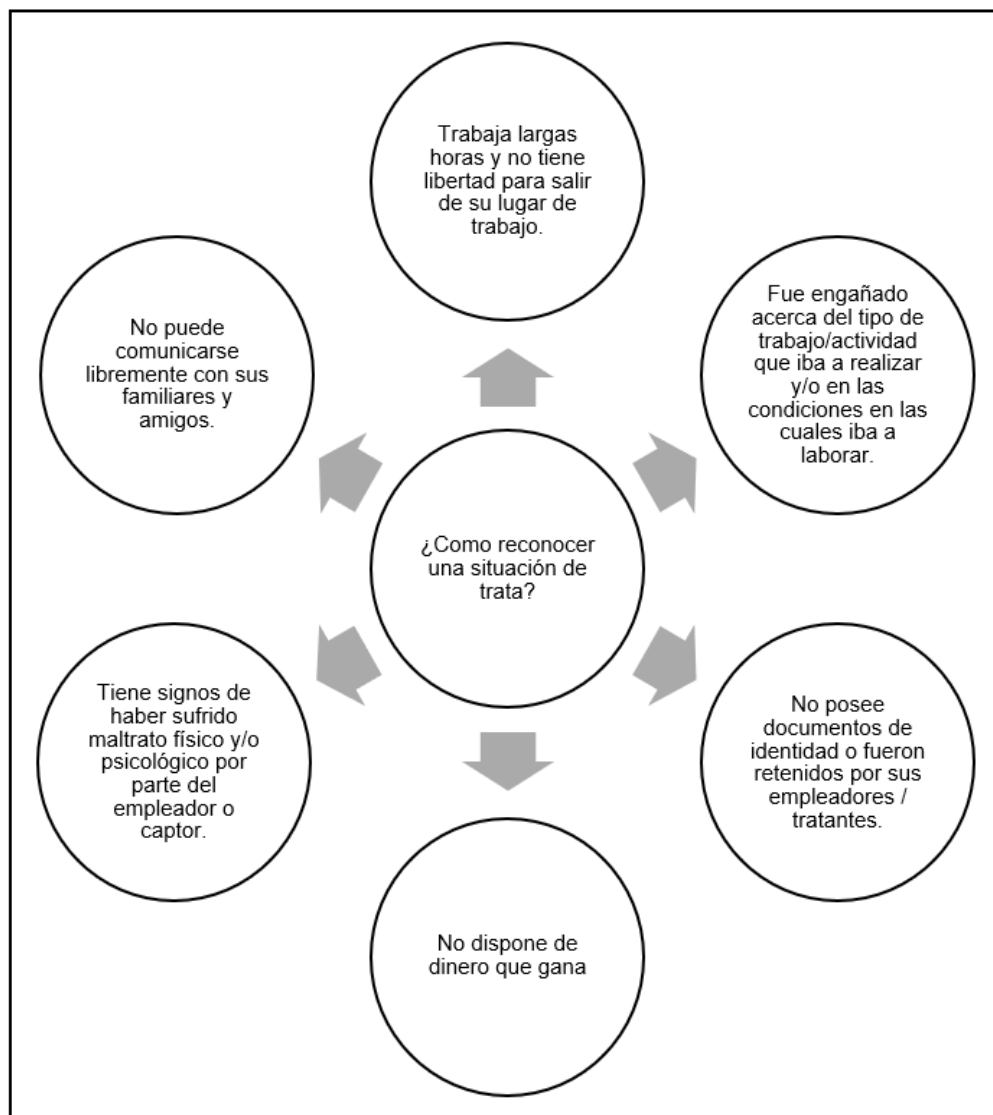 Trabaja largas
horas y no tiene
libertad para salir
de su lugar de
trabajo.
Fue engañado
acerca del tipo de
trabajo/actividad
que iba a realizar
y/o en las
condiciones en las
cuales iba a
laborar.
No puede
comunicarse
libremente con sus
familiares y
amigos.
¿Como reconocer
una situación de
trata?
Tiene signos de
haber sufrido
maltrato físico y/o
psicológico por
parte del
empleador o
captor.
No posee
documentos de
identidad o fueron
retenidos por sus
empleadores /
tratantes.
No dispone de
dinero que gana